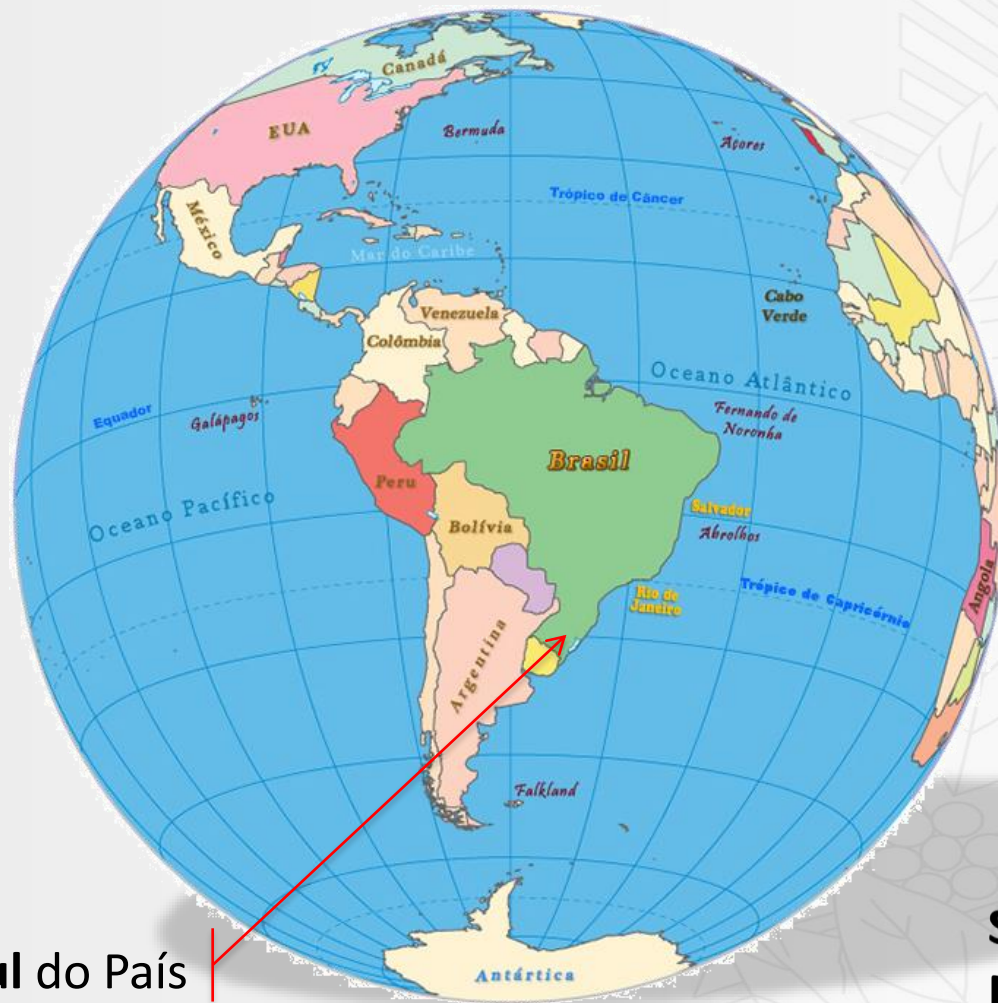 Canadá
EUA
Bermuda
Açores
Trópico de Câncer
México
Mar do Caribe
Cabo
Verde
Venezuela
Colômbia
Oceano Atlântico
Equador
Galápagos
Fernando de
Noronha
Brasil
Peru
Oceano Pacífico
Bolívia
Salvador
Abrolhos
Angola
Trópico de Capricórnio
Rio de
Janeiro
Argentina
Falkland
ul do País
Antártica